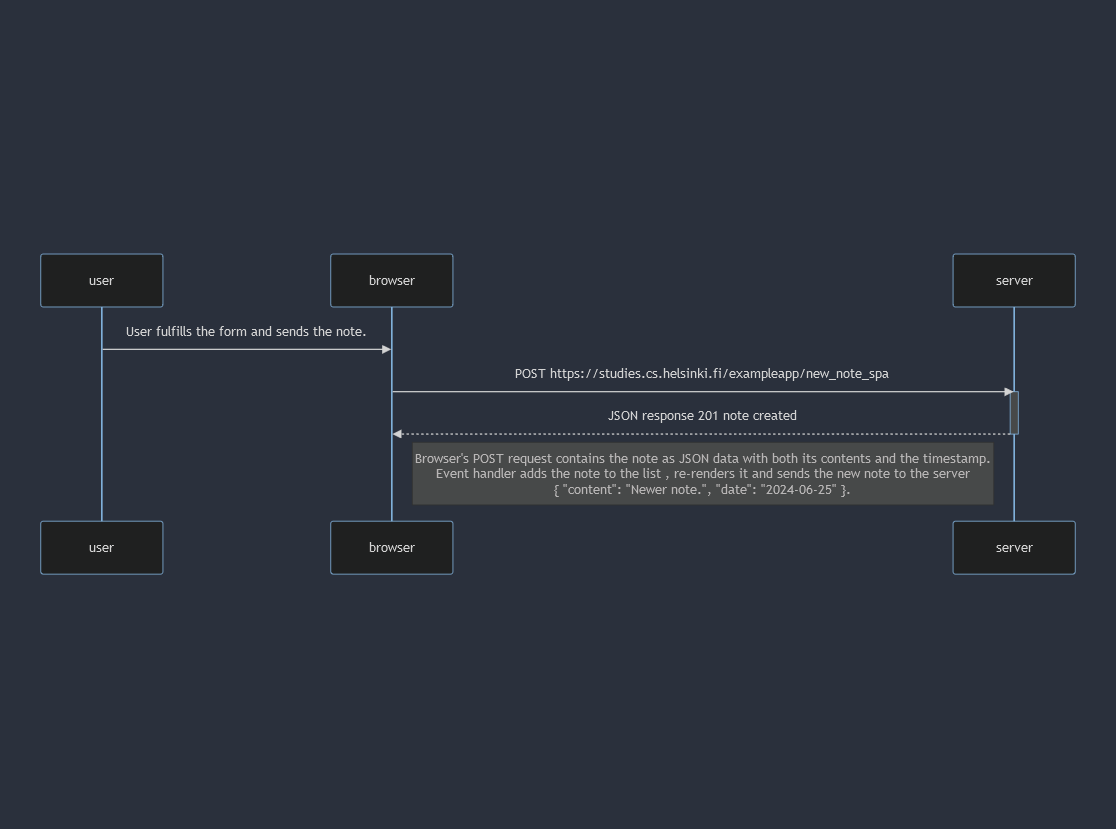 user
browser
server
User fulfills the form and sends the note.
POST https://studies.cs.helsinki.fi/exampleapp/new_note_spa
JSON response 201 note created
Browser's POST request contains the note as JSON data with both its contents and the timestamp.
Event handler adds the note to the list , re-renders it and sends the new note to the server
{ "content": "Newer note.", "date": "2024-06-25" }.
user
browser
server